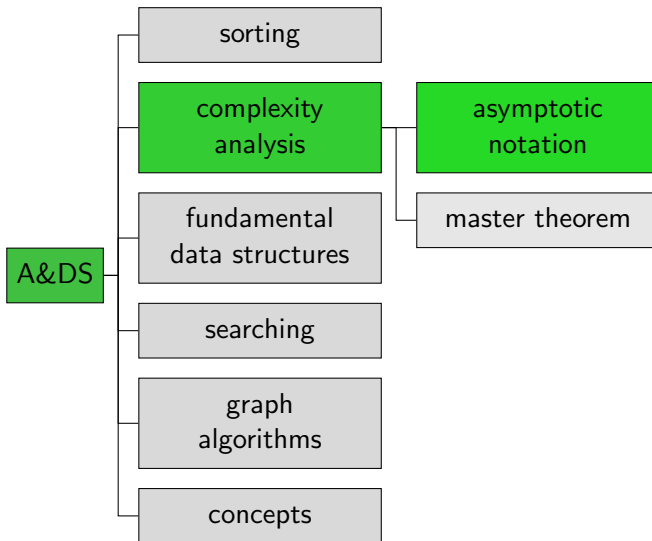 sorting
complexity
analysis
asymptotic
notation
fundamental
data structures
master theorem
A&DS
searching
graph
algorithms
concepts